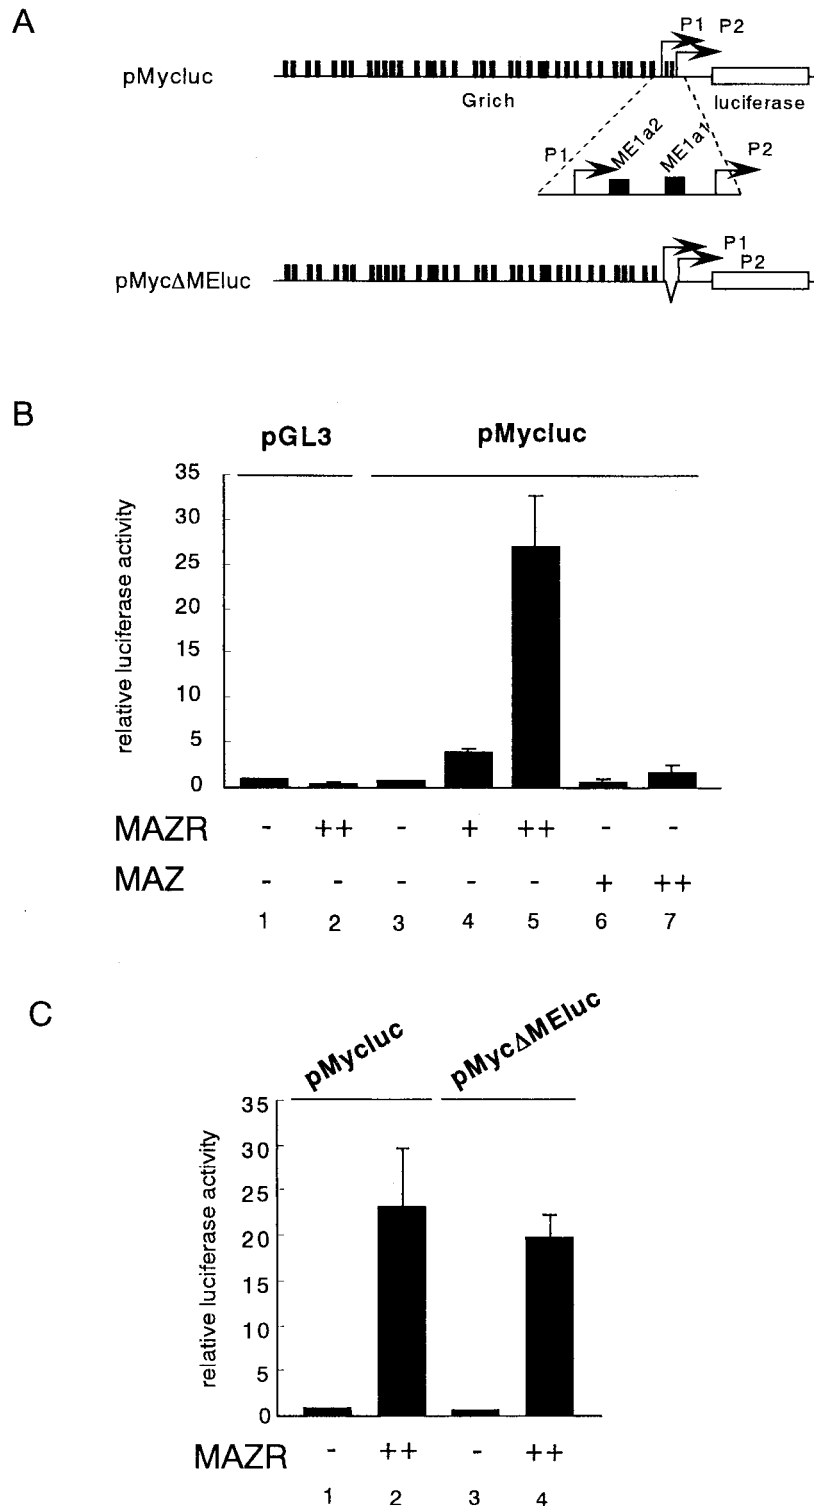 A
P1 P2
pMycluc
Grich
luciferase
P1 ME1a2 ME1a1 P2
P1
pMycΔMEluc
P2
B
pGL3 pMycluc
relative luciferase activity
35
30
25
20
15
10
5
0
MAZR - ++ - + ++ - -
MAZ - - - - - + ++
1 2 3 4 5 6 7
C
pMycluc pMycΔMEluc
relative luciferase activity
35
30
25
20
15
10
5
0
MAZR - ++ - ++
1 2 3 4